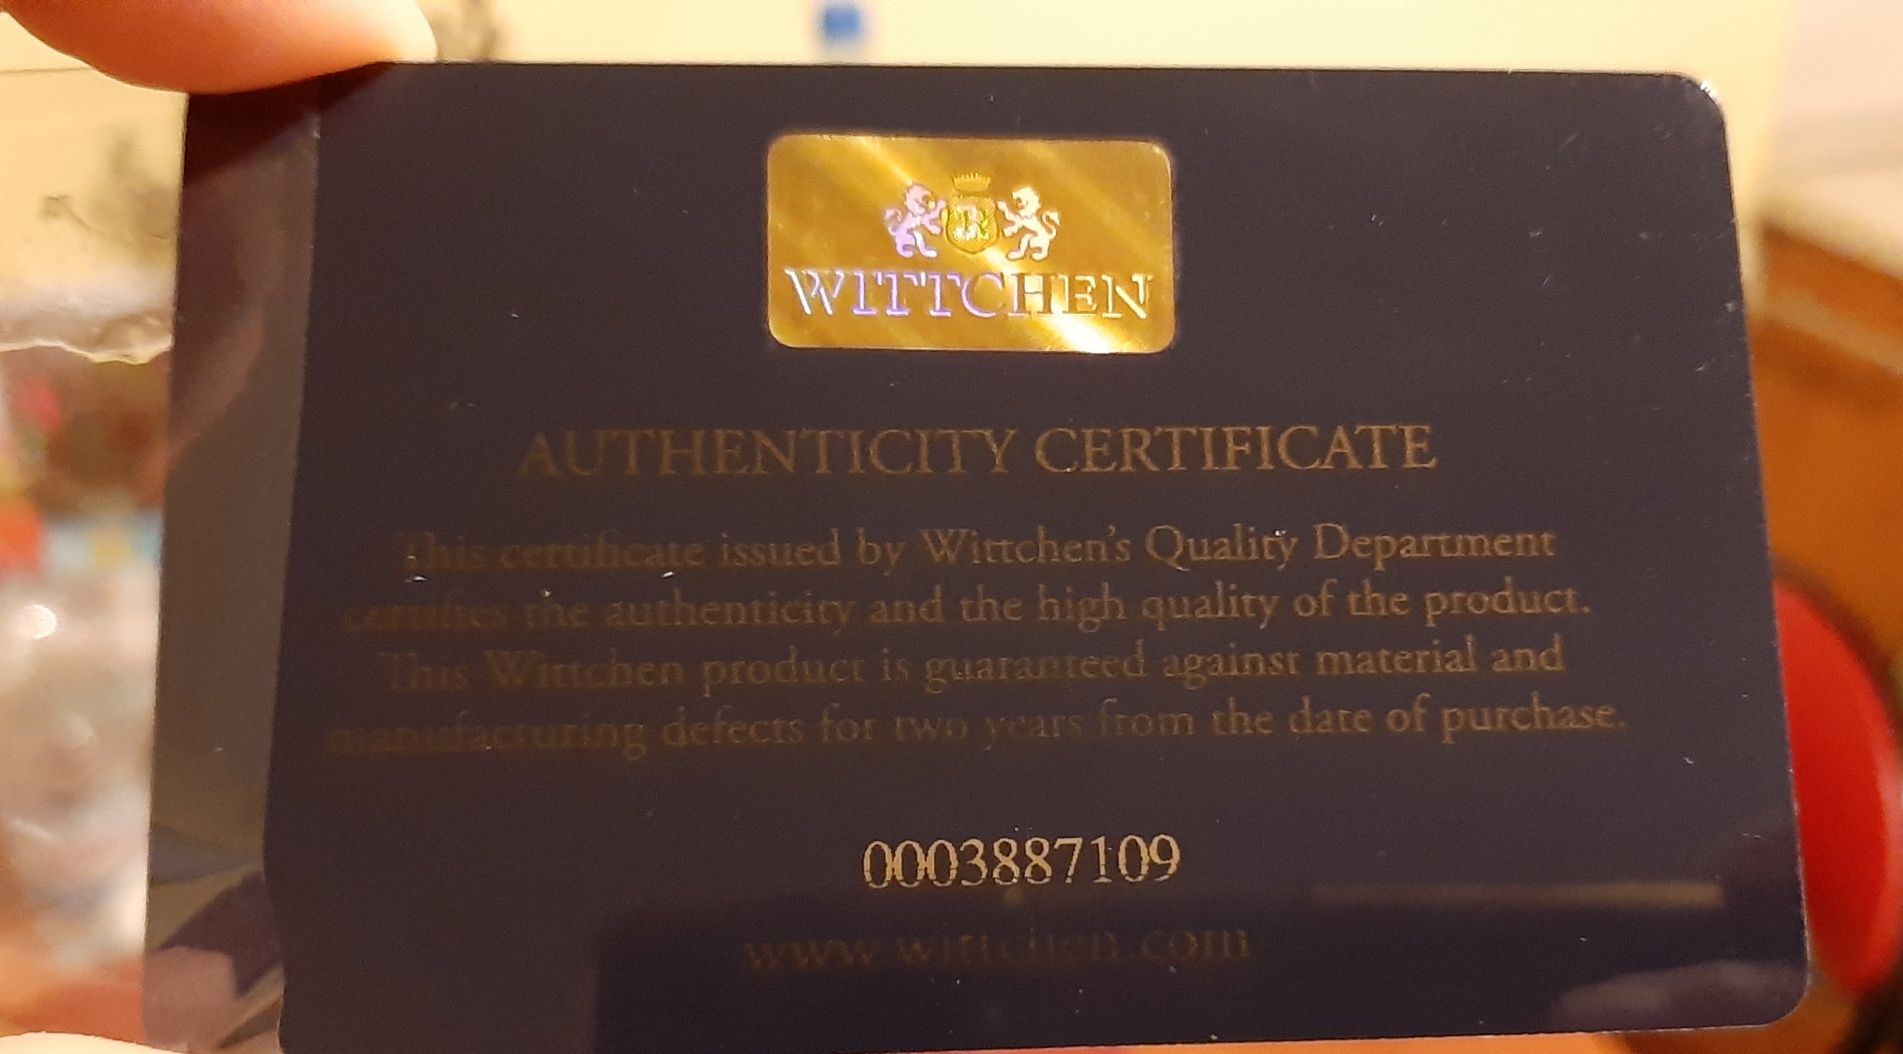 WITTCHEN
AUTHENTICITY CERTIFICATE
This certificate issued by Wittchen's Quality Department
certifies the authenticity and the high quality of the product.
This Wittchen product is guaranteed against material and
manufacturing defects for two years from the date of purchase.
0003887109
www.wittchen.com